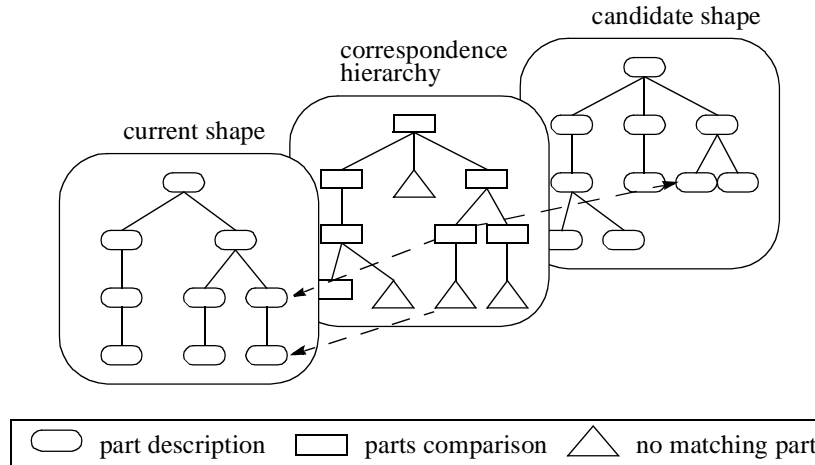 candidate shape
correspondence
hierarchy
current shape
part description
parts comparison
no matching part